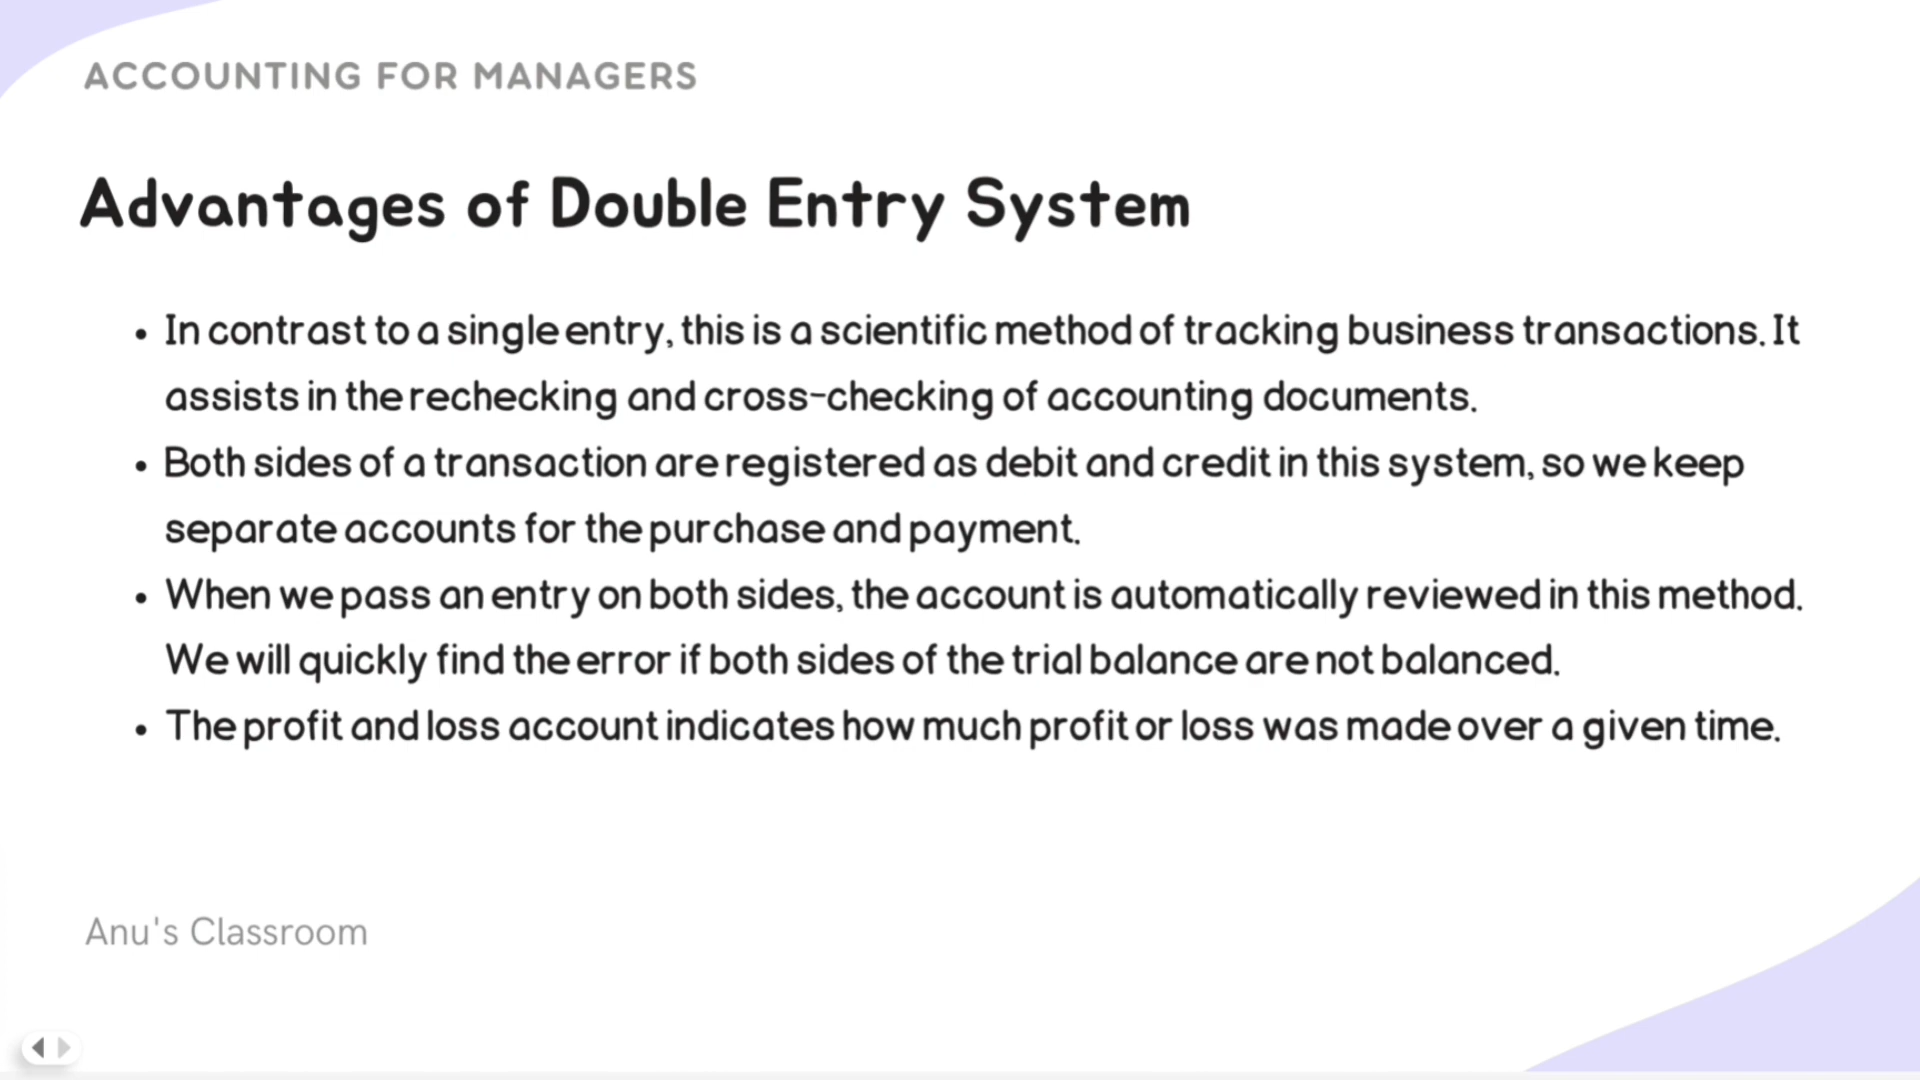 ACCOUNTING FOR MANAGERS
Advantages of Double Entry System
• In contrast to a single entry, this is a scientific method of tracking business transactions. It
assists in the rechecking and cross-checking of accounting documents.
• Both sides of a transaction are registered as debit and credit in this system, so we keep
separate accounts for the purchase and payment.
• When we pass an entry on both sides, the account is automatically reviewed in this method.
We will quickly find the error if both sides of the trial balance are not balanced.
• The profit and loss account indicates how much profit or loss was made over a given time.
Anu's Classroom